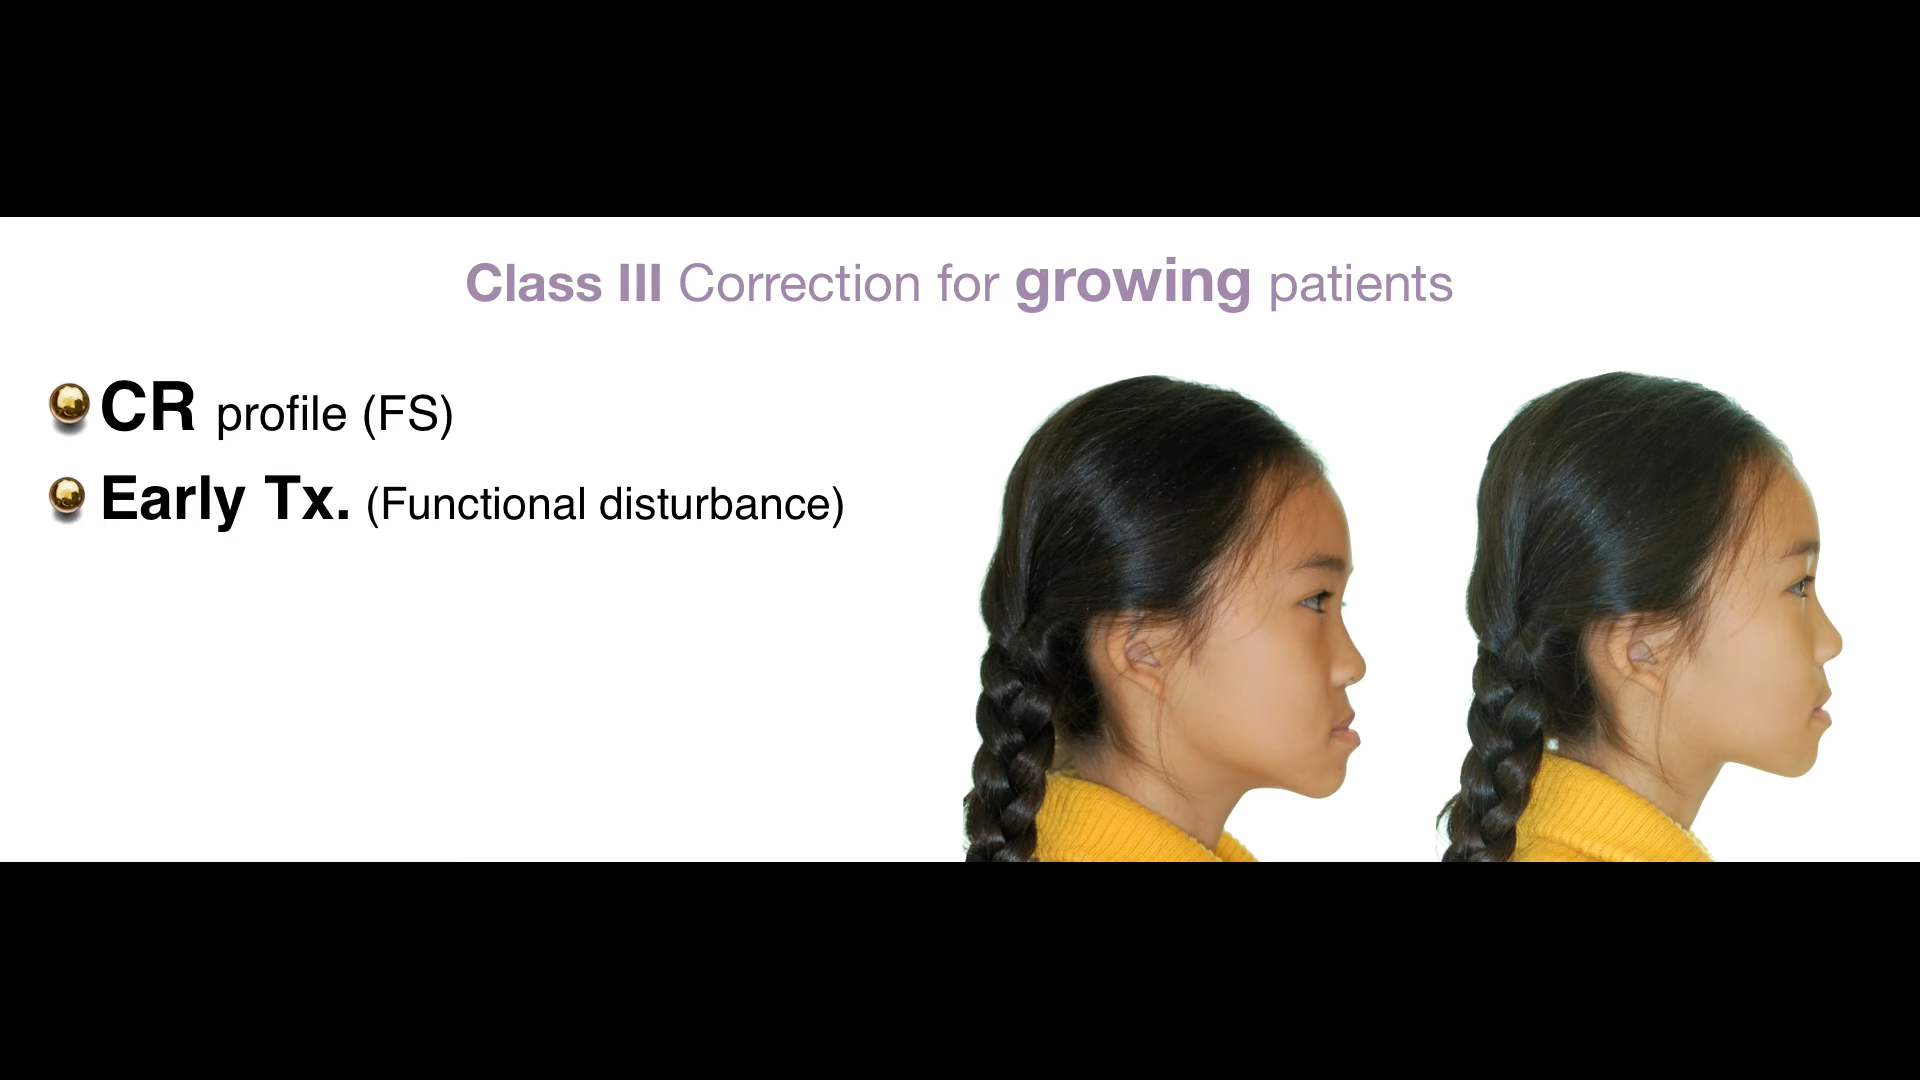 Class III Correction for growing patients
CR profile (FS)
Early Tx. (Functional disturbance)